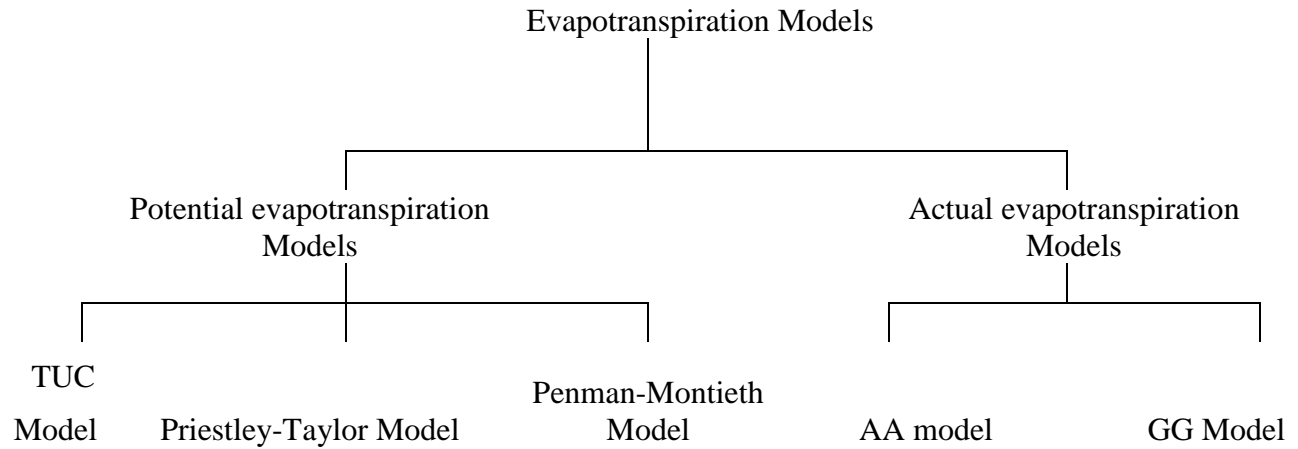 Evapotranspiration Models
Potential evapotranspiration
Models
Actual evapotranspiration
Models
TUC
Model
Priestley-Taylor Model
Penman-Montieth
Model
AA model
GG Model